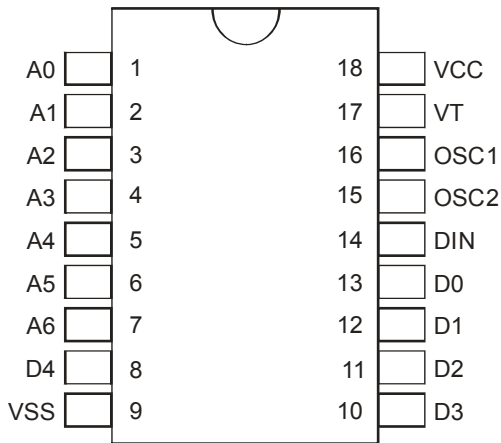 A0 1 18 VCC
A1 2 17 VT
A2 3 16 OSC1
A3 4 15 OSC2
A4 5 14 DIN
A5 6 13 D0
A6 7 12 D1
D4 8 11 D2
VSS 9 10 D3